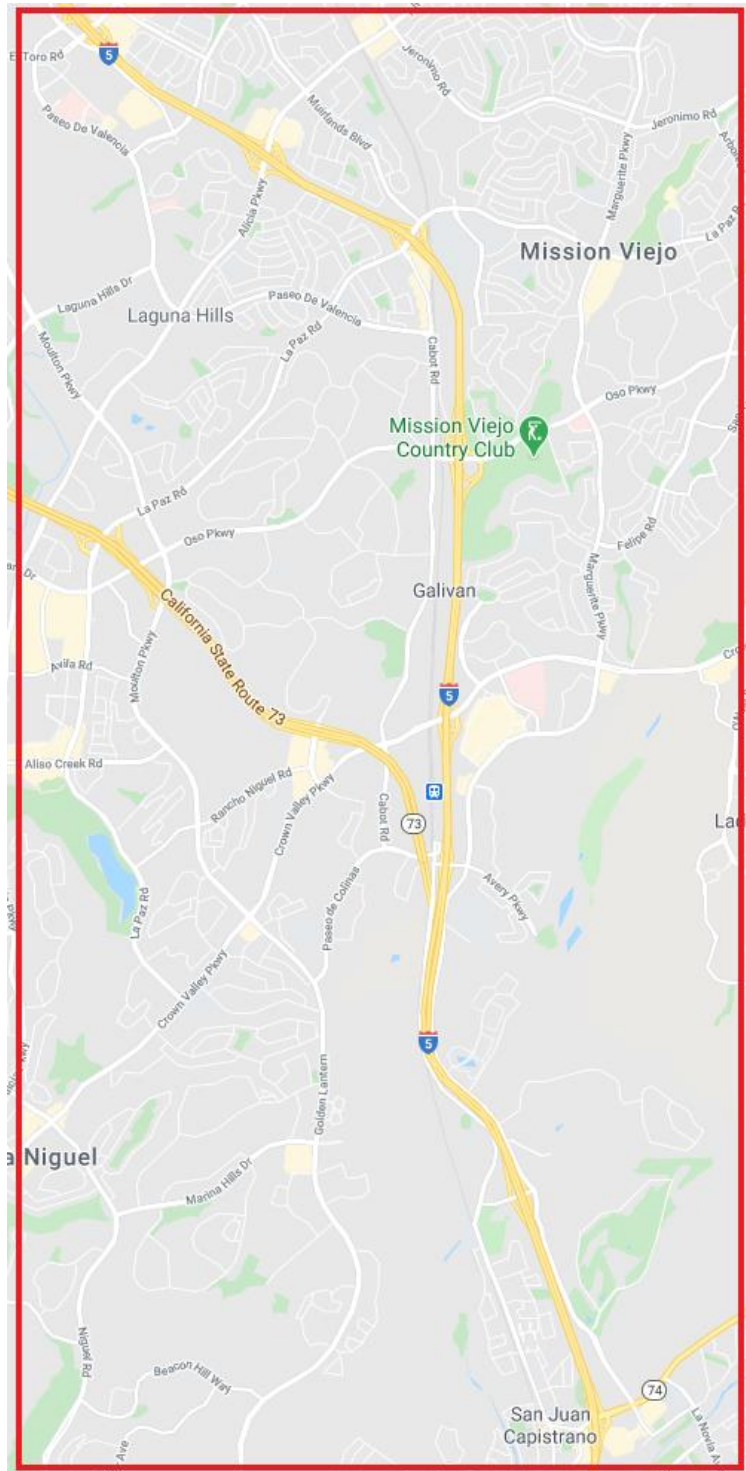 5
El Toro Rd
Jeronimo Rd
Muirlands Blvd
Paseo De Valencia
Jeronimo Rd
Marguerite Pkwy
Alicia Pkwy
La Paz R
Mission Viejo
Laguna Hills Dr
Paseo De Valencia
Laguna Hills
La Paz Rd
Moulton Pkwy
Cabot Rd
Oso Pkwy
Mission Viejo
Country Club
La Paz Rd
Oso Pkwy
Felipe Rd
Marguerite Pkwy
Galivan
California State Route 73
Moulton Pkwy
Avila Rd
5
Aliso Creek Rd
Rancho Niguel Rd
Crown Valley Pkwy
Cabot Rd
73
Avery Pkwy
Paseo de Colinas
La Paz Rd
Crown Valley Pkwy
5
Golden Lantern
a Niguel
Marina Hills Dr
Niguel Rd
Beacon Hill Way
Ave
74
San Juan
Capistrano
La Novia Av